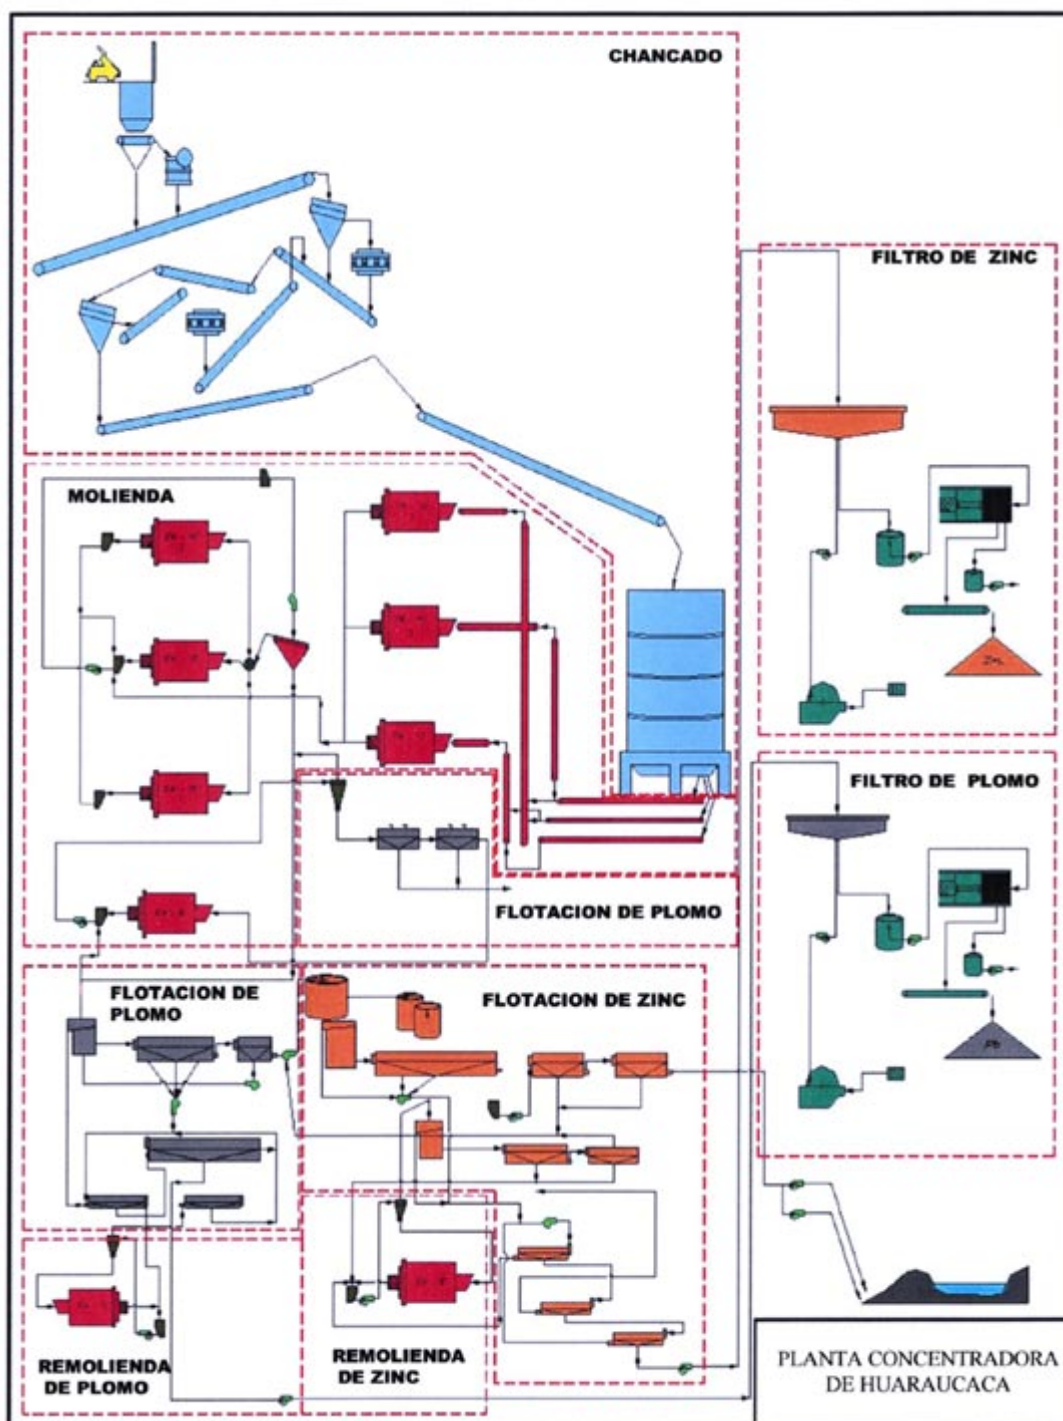 CHANCADO
FILTRO DE ZINC
MOLIENDA
FILTRO DE PLOMO
FLOTACION DE PLOMO
FLOTACION DE
PLOMO
FLOTACION DE ZINC
REMOLIENDA
DE PLOMO
REMOLIENDA
DE ZINC
PLANTA CONCENTRADORA
DE HUARAUCACA